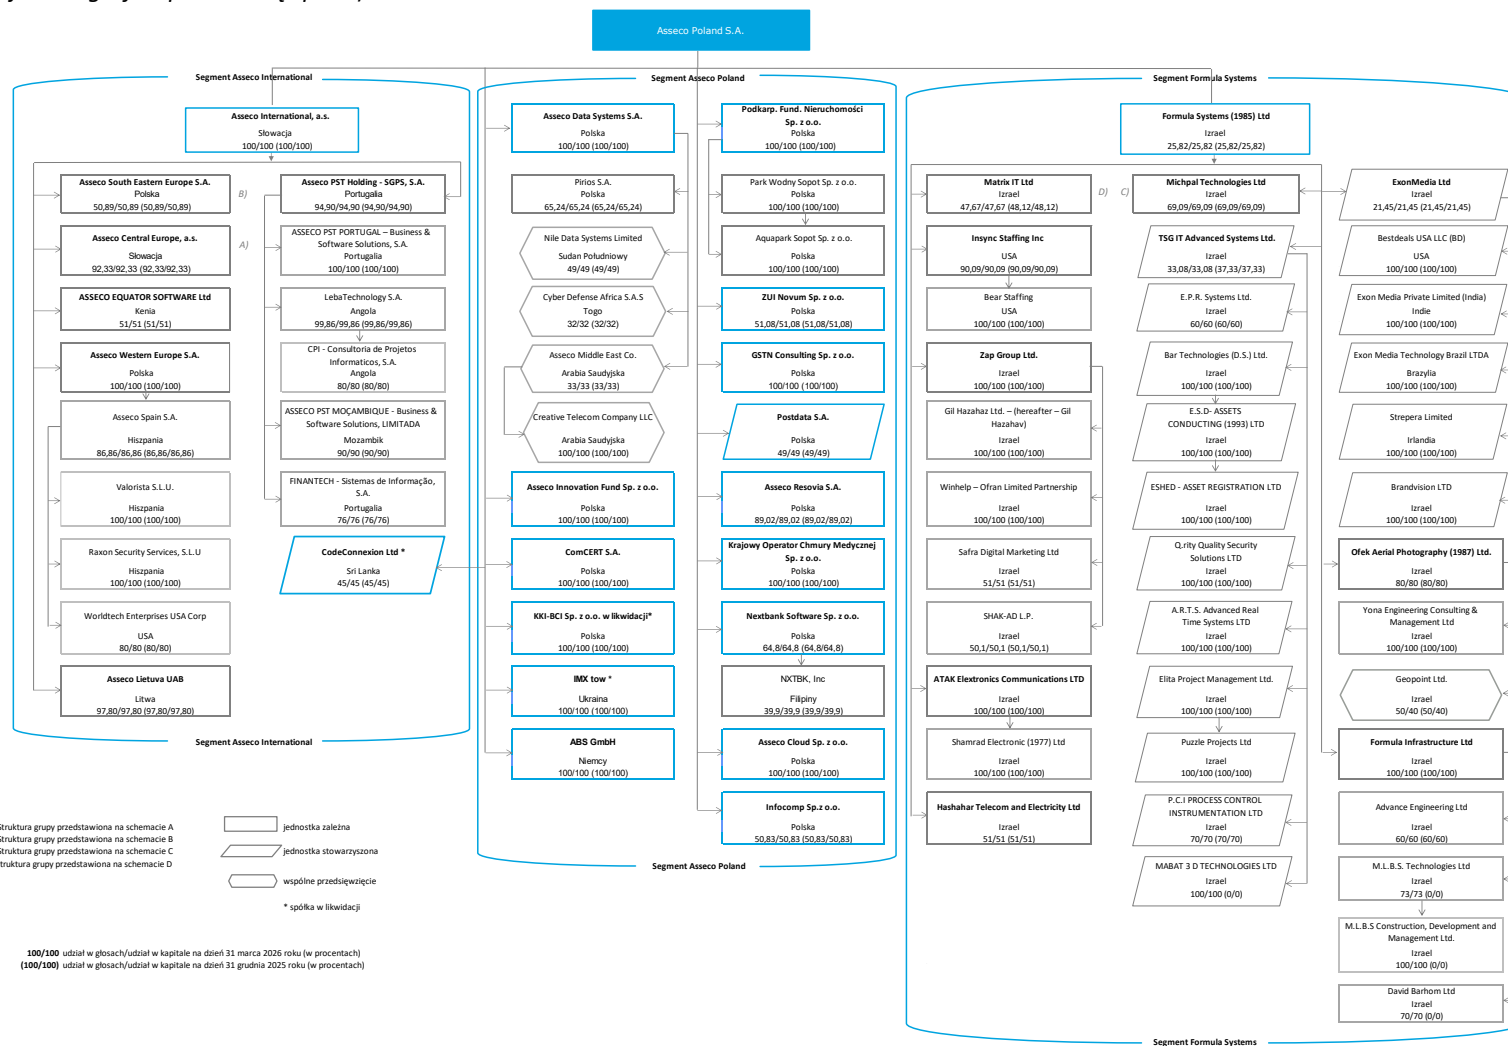 Asseco Poland S.A.
Segment Asseco International
Asseco International, a.s.
Słowacja
100/100 (100/100)
Asseco South Eastern Europe S.A.
Polska
50,89/50,89 (50,89/50,89)
B)
Asseco Central Europe, a.s.
Słowacja
92,33/92,33 (92,33/92,33)
A)
ASSECO EQUATOR SOFTWARE Ltd
Kenia
51/51 (51/51)
Asseco Western Europe S.A.
Polska
100/100 (100/100)
Asseco Spain S.A.
Hiszpania
86,86/86,86 (86,86/86,86)
Valorista S.L.U.
Hiszpania
100/100 (100/100)
Raxon Security Services, S.L.U
Hiszpania
100/100 (100/100)
Worldtech Enterprises USA Corp
USA
80/80 (80/80)
Asseco Lietuva UAB
Litwa
97,80/97,80 (97,80/97,80)
Asseco PST Holding - SGPS, S.A.
Portugalia
94,90/94,90 (94,90/94,90)
ASSECO PST PORTUGAL – Business &
Software Solutions, S.A.
Portugalia
100/100 (100/100)
LebaTechnology S.A.
Angola
99,86/99,86 (99,86/99,86)
CPI - Consultoria de Projetos
Informaticos, S.A.
Angola
80/80 (80/80)
ASSECO PST MOÇAMBIQUE - Business &
Software Solutions, LIMITADA
Mozambik
90/90 (90/90)
FINANTECH - Sistemas de Informação,
S.A.
Portugalia
76/76 (76/76)
CodeConnexion Ltd *
Sri Lanka
45/45 (45/45)
Segment Asseco International
Segment Asseco Poland
Asseco Data Systems S.A.
Polska
100/100 (100/100)
Pirios S.A.
Polska
65,24/65,24 (65,24/65,24)
Nile Data Systems Limited
Sudan Południowy
49/49 (49/49)
Cyber Defense Africa S.A.S
Togo
32/32 (32/32)
Asseco Middle East Co.
Arabia Saudyjska
33/33 (33/33)
Creative Telecom Company LLC
Arabia Saudyjska
100/100 (100/100)
Asseco Innovation Fund Sp. z o.o.
Polska
100/100 (100/100)
ComCERT S.A.
Polska
100/100 (100/100)
KKI-BCI Sp. z o.o. w likwidacji*
Polska
100/100 (100/100)
IMX tow *
Ukraina
100/100 (100/100)
ABS GmbH
Niemcy
100/100 (100/100)
Podkarp. Fund. Nieruchomości
Sp. z o.o.
Polska
100/100 (100/100)
Park Wodny Sopot Sp. z o.o.
Polska
100/100 (100/100)
Aquapark Sopot Sp. z o.o.
Polska
100/100 (100/100)
ZUI Novum Sp. z o.o.
Polska
51,08/51,08 (51,08/51,08)
GSTN Consulting Sp. z o.o.
Polska
100/100 (100/100)
Postdata S.A.
Polska
49/49 (49/49)
Asseco Resovia S.A.
Polska
89,02/89,02 (89,02/89,02)
Krajowy Operator Chmury Medycznej
Sp. z o.o.
Polska
100/100 (100/100)
Nextbank Software Sp. z o.o.
Polska
64,8/64,8 (64,8/64,8)
NXTBK, Inc
Filipiny
39,9/39,9 (39,9/39,9)
Asseco Cloud Sp. z o.o.
Polska
100/100 (100/100)
Infocomp Sp.z o.o.
Polska
50,83/50,83 (50,83/50,83)
Segment Asseco Poland
Segment Formula Systems
Formula Systems (1985) Ltd
Izrael
25,82/25,82 (25,82/25,82)
Matrix IT Ltd
Izrael
47,67/47,67 (48,12/48,12)
D)
C)
Insync Staffing Inc
USA
90,09/90,09 (90,09/90,09)
Bear Staffing
USA
100/100 (100/100)
Zap Group Ltd.
Izrael
100/100 (100/100)
Gil Hazahaz Ltd. – (hereafter – Gil
Hazahav)
Izrael
100/100 (100/100)
Winhelp – Ofran Limited Partnership
Izrael
100/100 (100/100)
Safra Digital Marketing Ltd
Izrael
51/51 (51/51)
SHAK-AD L.P.
Izrael
50,1/50,1 (50,1/50,1)
ATAK Elextronics Communications LTD
Izrael
100/100 (100/100)
Shamrad Electronic (1977) Ltd
Izrael
100/100 (100/100)
Hashahar Telecom and Electricity Ltd
Izrael
51/51 (51/51)
Michpal Technologies Ltd
Izrael
69,09/69,09 (69,09/69,09)
TSG IT Advanced Systems Ltd.
Izrael
33,08/33,08 (37,33/37,33)
E.P.R. Systems Ltd.
Izrael
60/60 (60/60)
Bar Technologies (D.S.) Ltd.
Izrael
100/100 (100/100)
E.S.D- ASSETS
CONDUCTING (1993) LTD
Izrael
100/100 (100/100)
ESHED - ASSET REGISTRATION LTD
Izrael
100/100 (100/100)
Q.rity Quality Security
Solutions LTD
Izrael
100/100 (100/100)
A.R.T.S. Advanced Real
Time Systems LTD
Izrael
100/100 (100/100)
Elita Project Management Ltd.
Izrael
100/100 (100/100)
Puzzle Projects Ltd
Izrael
100/100 (100/100)
P.C.I PROCESS CONTROL
INSTRUMENTATION LTD
Izrael
70/70 (70/70)
MABAT 3 D TECHNOLOGIES LTD
Izrael
100/100 (0/0)
ExonMedia Ltd
Izrael
21,45/21,45 (21,45/21,45)
Bestdeals USA LLC (BD)
USA
100/100 (100/100)
Exon Media Private Limited (India)
Indie
100/100 (100/100)
Exon Media Technology Brazil LTDA
Brazylia
100/100 (100/100)
Strepera Limited
Irlandia
100/100 (100/100)
Brandvision LTD
Izrael
100/100 (100/100)
Ofek Aerial Photography (1987) Ltd.
Izrael
80/80 (80/80)
Yona Engineering Consulting &
Management Ltd
Izrael
100/100 (100/100)
Geopoint Ltd.
Izrael
50/40 (50/40)
Formula Infrastructure Ltd
Izrael
100/100 (100/100)
Advance Engineering Ltd
Izrael
60/60 (60/60)
M.L.B.S. Technologies Ltd
Izrael
73/73 (0/0)
M.L.B.S Construction, Development and
Management Ltd.
Izrael
100/100 (0/0)
David Barhom Ltd
Izrael
70/70 (0/0)
Segment Formula Systems
Struktura grupy przedstawiona na schemacie A
Struktura grupy przedstawiona na schemacie B
Struktura grupy przedstawiona na schemacie C
Struktura grupy przedstawiona na schemacie D
jednostka zależna
jednostka stowarzyszona
wspólne przedsięwzięcie
* spółka w likwidacji
100/100 udział w głosach/udział w kapitale na dzień 31 marca 2026 roku (w procentach)
(100/100) udział w głosach/udział w kapitale na dzień 31 grudnia 2025 roku (w procentach)